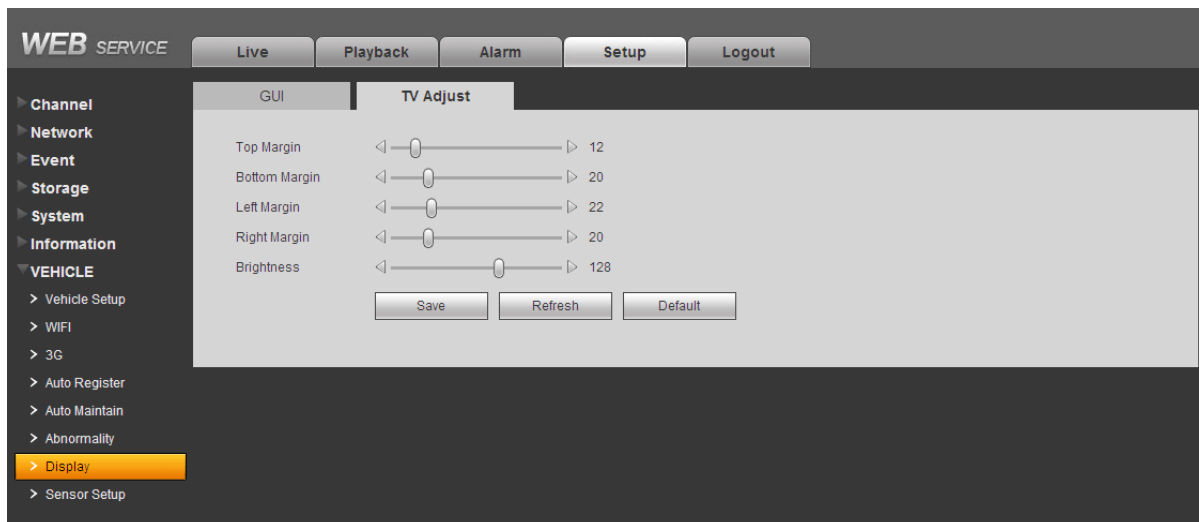 WEB SERVICE
Live Playback Alarm Setup Logout
GUI TV Adjust
Channel
Network
Event
Storage
System
Information
VEHICLE
> Vehicle Setup
> WIFI
> 3G
> Auto Register
> Auto Maintain
> Abnormality
> Display
> Sensor Setup
Top Margin 12
Bottom Margin 20
Left Margin 22
Right Margin 20
Brightness 128
Save Refresh Default